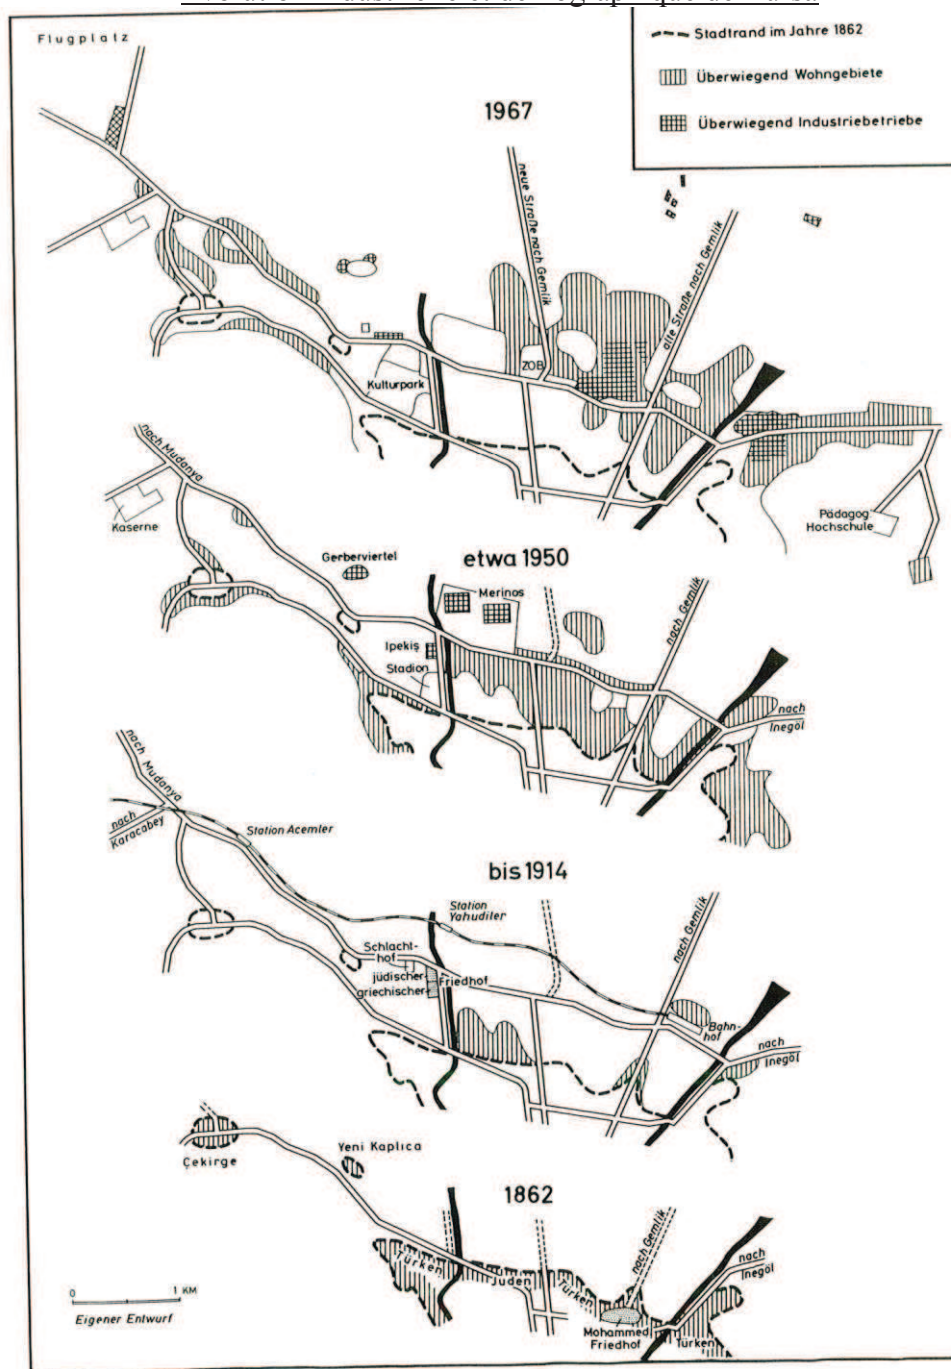 Flugplatz
Stadtrand im Jahre 1862
Überwiegend Wohngebiete
Überwiegend Industriebetriebe
1967
neue Straße nach Gemlik
alte Straße nach Gemlik
ZOB
Kulturpark
Pädagog.
Hochschule
nach Mudanya
Kaserne
Gerberviertel
etwa 1950
Merinos
Ipekiş
Stadion
nach Gemlik
nach
Inegöl
nach Mudanya
nach
Karacabey
Station Acemler
bis 1914
Station
Yahudiler
Schlachthof
jüdischer
griechischer
Friedhof
nach Gemlik
Bahnhof
nach
Inegöl
Çekirge
Yeni Kaplıca
1862
Türken
Juden
Türken
nach Gemlik
nach
Inegöl
Mohammed.
Friedhof
Türken
0 1 KM
Eigener Entwurf